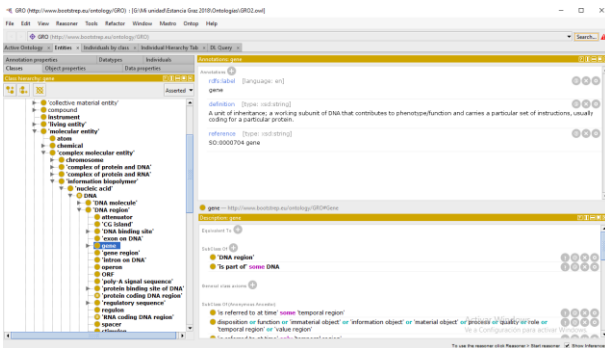 GRO (http://www.bootstrep.eu/ontology/GRO) : [G:\Mi unidad\Estancia Grez 2018\Ontologias\GRO2.owl]
File Edit View Reasoner Tools Refactor Window Mastro Ontop Help
GRO (http://www.bootstrep.eu/ontology/GRO)
Search...
Active Ontology × Entities × Individuals by class × Individual Hierarchy Tab × DL Query ×
Annotation properties Datatypes Individuals
Classes Object properties Data properties
Class hierarchy: gene
Asserted
'collective material entity'
compound
instrument
'living entity'
'molecular entity'
atom
chemical
'complex molecular entity'
chromosome
'complex of protein and DNA'
'complex of protein and RNA'
'information biopolymer'
'nucleic acid'
DNA
'DNA molecule'
'DNA region'
attenuator
'CG island'
'DNA binding site'
'exon on DNA'
gene
'gene region'
'intron on DNA'
operon
ORF
'poly-A signal sequence'
'protein binding site of DNA'
'protein coding DNA region'
'regulatory sequence'
regulon
'RNA coding DNA region'
spacer
Annotations: gene
Annotations
rdfs:label [language: en]
gene
definition [type: xsd:string]
A unit of inheritance; a working subunit of DNA that contributes to phenotype/function and carries a particular set of instructions, usually
coding for a particular protein.
reference [type: xsd:string]
SO:0000704 gene
gene — http://www.bootstrep.eu/ontology/GRO#Gene
Description: gene
Equivalent To
SubClass Of
'DNA region'
'is part of' some DNA
General class axioms
SubClass Of (Anonymous Ancestor)
'is referred to at time' some 'temporal region'
disposition or function or 'immaterial object' or 'information object' or 'material object' or process or quality or role or
'temporal region' or 'value region'
Activar Windows
Ve a Configuración para activar Windows.
To use the reasoner click Reasoner > Start reasoner Show Inferences